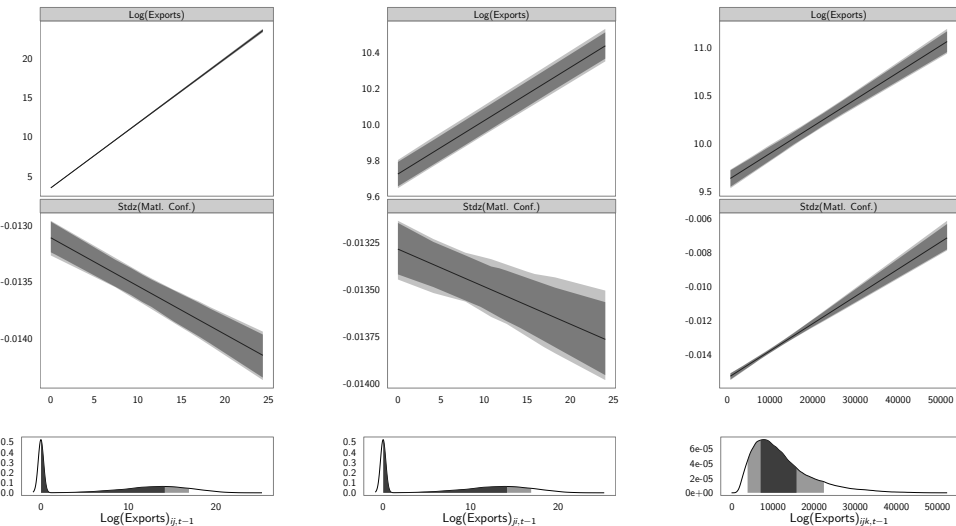 Log(Exports)
20
15
10
5
Stdz(Matl. Conf.)
-0.0130
-0.0135
-0.0140
0 5 10 15 20 25
0.5
0.4
0.3
0.2
0.1
0.0
0 10 20
Log(Exports)ij,t−1
Log(Exports)
10.4
10.2
10.0
9.8
9.6
Stdz(Matl. Conf.)
-0.01325
-0.01350
-0.01375
-0.01400
0 5 10 15 20 25
0.5
0.4
0.3
0.2
0.1
0.0
0 10 20
Log(Exports)ji,t−1
Log(Exports)
11.0
10.5
10.0
9.5
Stdz(Matl. Conf.)
-0.006
-0.008
-0.010
-0.012
-0.014
0 10000 20000 30000 40000 50000
6e-05
4e-05
2e-05
0e+00
0 10000 20000 30000 40000 50000
Log(Exports)ijk,t−1